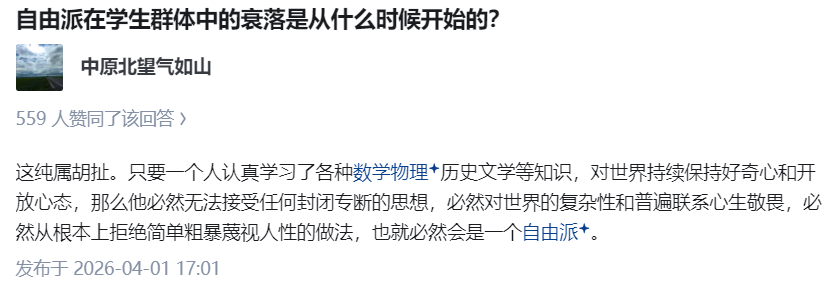 自由派在学生群体中的衰落是从什么时候开始的？
中原北望气如山
559 人赞同了该回答 ›
这纯属胡扯。只要一个人认真学习了各种数学物理历史文学等知识，对世界持续保持好奇心和开
放心态，那么他必然无法接受任何封闭专断的思想，必然对世界的复杂性和普遍联系心生敬畏，必
然从根本上拒绝简单粗暴蔑视人性的做法，也就必然会是一个自由派。
发布于 2026-04-01 17:01